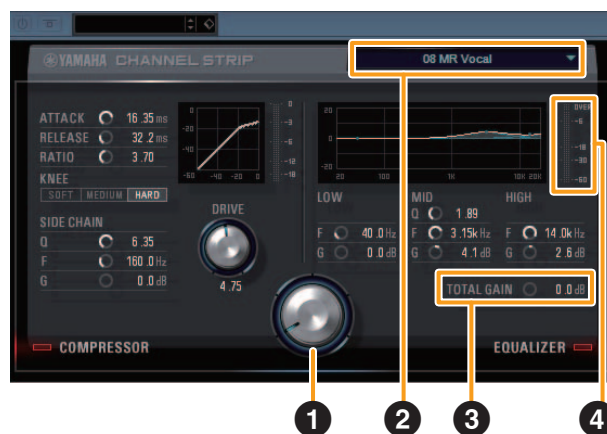 YAMAHA CHANNEL STRIP
08 MR Vocal
ATTACK 16.35 ms
RELEASE 32.2 ms
RATIO 3.70
KNEE
SOFT MEDIUM HARD
SIDE CHAIN
Q 6.35
F 160.0 Hz
G 0.0 dB
0
-20
-40
-60 -40 -20 0
0
-3
-6
-12
-18
DRIVE
4.75
20
0
-20
20 100 1K 10K 20K
OVER
-6
-18
-30
-60
LOW
F 40.0 Hz
G 0.0 dB
MID
Q 1.89
F 3.15k Hz
G 4.1 dB
HIGH
F 14.0k Hz
G 2.6 dB
TOTAL GAIN 0.0 dB
COMPRESSOR
EQUALIZER
1 2 3 4